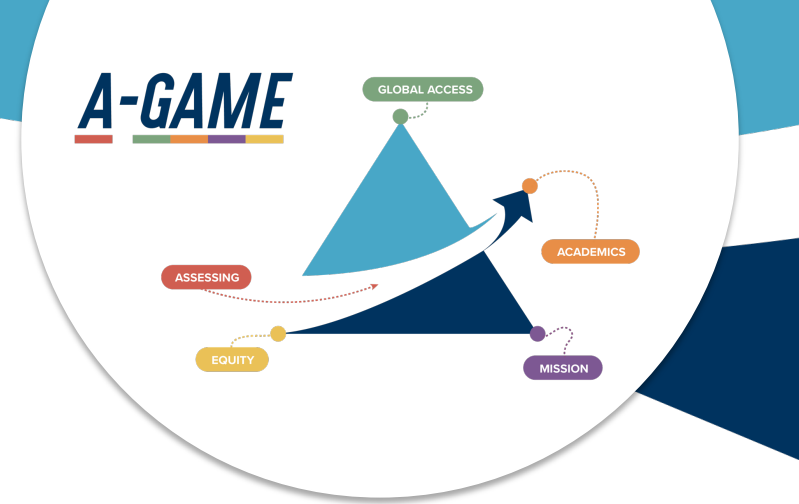 A-GAME
GLOBAL ACCESS
ACADEMICS
ASSESSING
EQUITY
MISSION